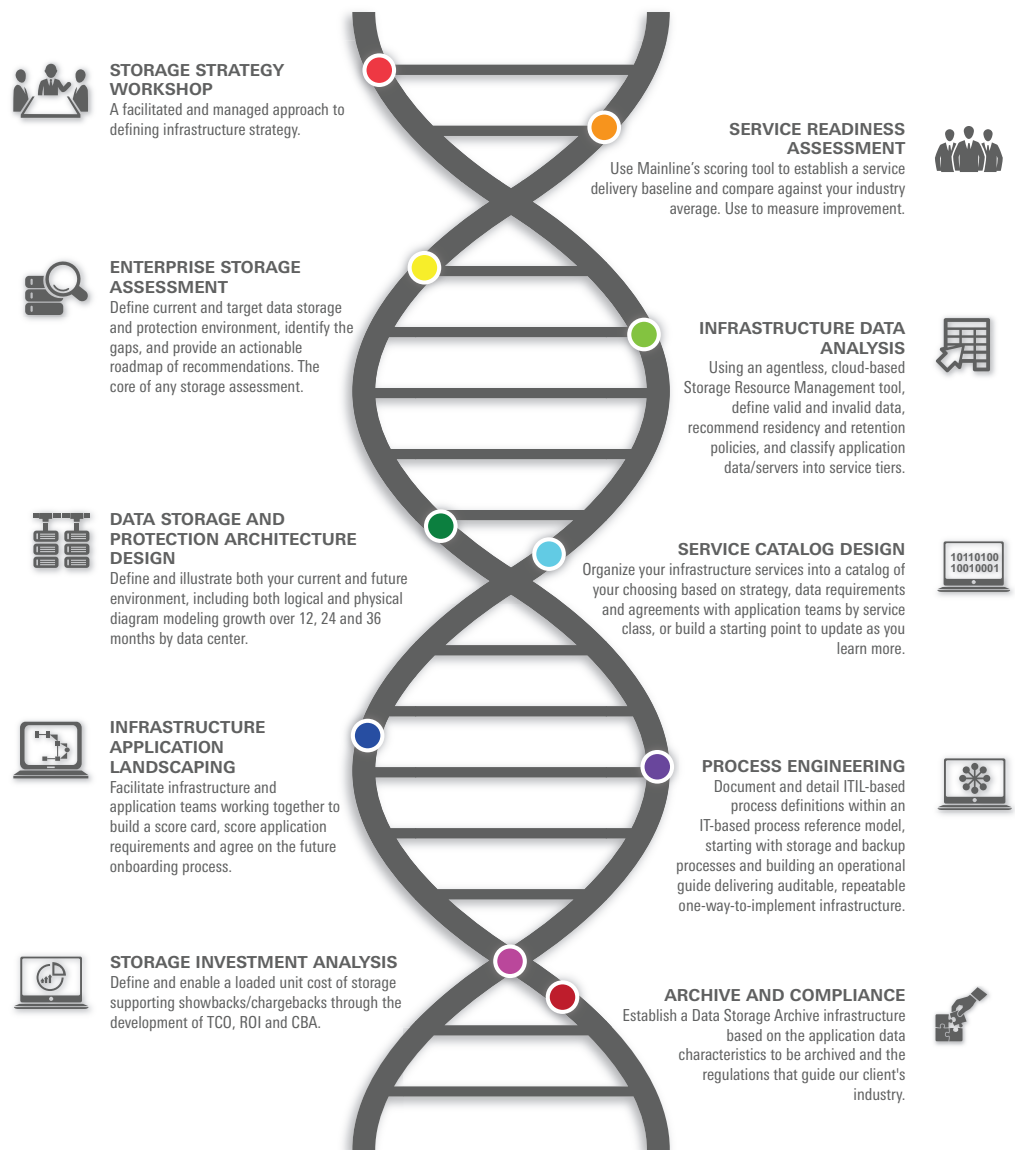 STORAGE STRATEGY
WORKSHOP
A facilitated and managed approach to
defining infrastructure strategy.
SERVICE READINESS
ASSESSMENT
Use Mainline's scoring tool to establish a service
delivery baseline and compare against your industry
average. Use to measure improvement.
ENTERPRISE STORAGE
ASSESSMENT
Define current and target data storage
and protection environment, identify the
gaps, and provide an actionable
roadmap of recommendations. The
core of any storage assessment.
INFRASTRUCTURE DATA
ANALYSIS
Using an agentless, cloud-based
Storage Resource Management tool,
define valid and invalid data,
recommend residency and retention
policies, and classify application
data/servers into service tiers.
DATA STORAGE AND
PROTECTION ARCHITECTURE
DESIGN
Define and illustrate both your current and future
environment, including both logical and physical
diagram modeling growth over 12, 24 and 36
months by data center.
SERVICE CATALOG DESIGN
Organize your infrastructure services into a catalog of
your choosing based on strategy, data requirements
and agreements with application teams by service
class, or build a starting point to update as you
learn more.
10110100
10010001
INFRASTRUCTURE
APPLICATION
LANDSCAPING
Facilitate infrastructure and
application teams working together to
build a score card, score application
requirements and agree on the future
onboarding process.
PROCESS ENGINEERING
Document and detail ITIL-based
process definitions within an
IT-based process reference model,
starting with storage and backup
processes and building an operational
guide delivering auditable, repeatable
one-way-to-implement infrastructure.
STORAGE INVESTMENT ANALYSIS
Define and enable a loaded unit cost of storage
supporting showbacks/chargebacks through the
development of TCO, ROI and CBA.
ARCHIVE AND COMPLIANCE
Establish a Data Storage Archive infrastructure
based on the application data
characteristics to be archived and the
regulations that guide our client's
industry.